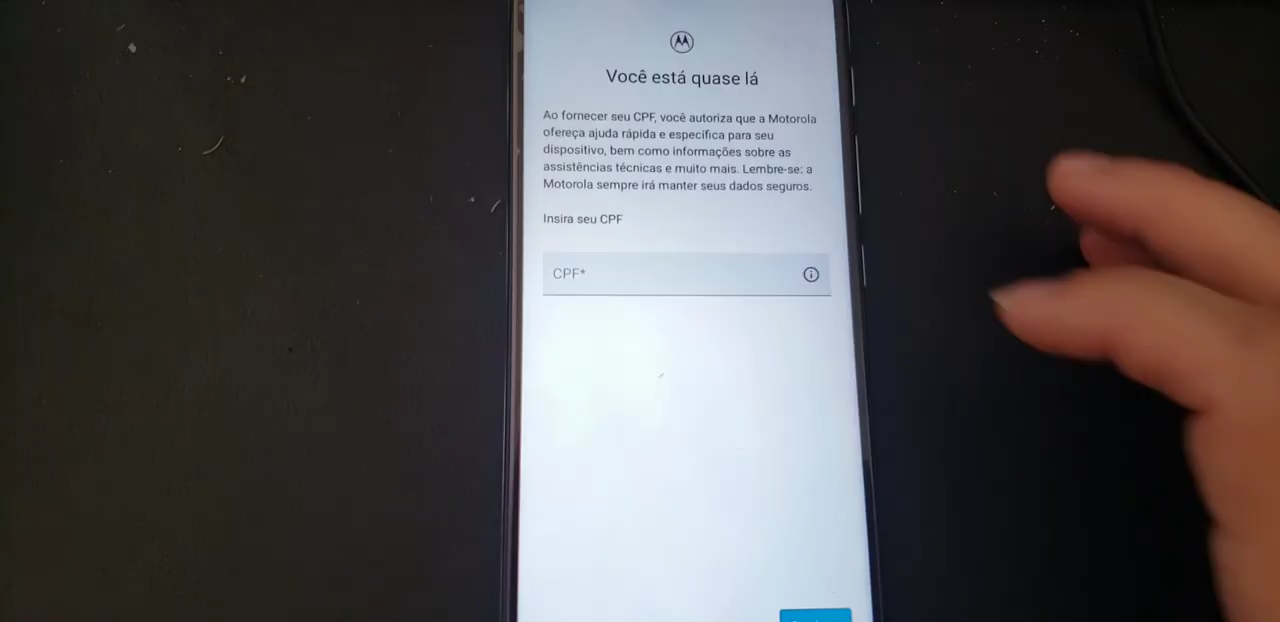 Você está quase lá
Ao fornecer seu CPF, você autoriza que a Motorola
ofereça ajuda rápida e específica para seu
dispositivo, bem como informações sobre as
assistências técnicas e muito mais. Lembre-se: a
Motorola sempre irá manter seus dados seguros.
Insira seu CPF
CPF*